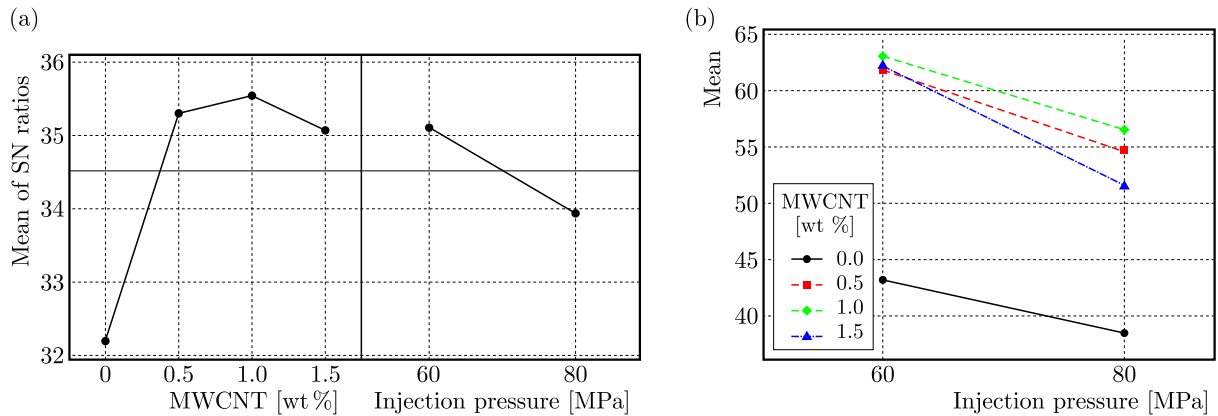 (a)
Mean of SN ratios
36
35
34
33
32
0 0.5 1.0 1.5 60 80
MWCNT [wt %] Injection pressure [MPa]
(b)
Mean
65
60
55
50
45
40
MWCNT
[wt %]
0.0
0.5
1.0
1.5
60 80
Injection pressure [MPa]